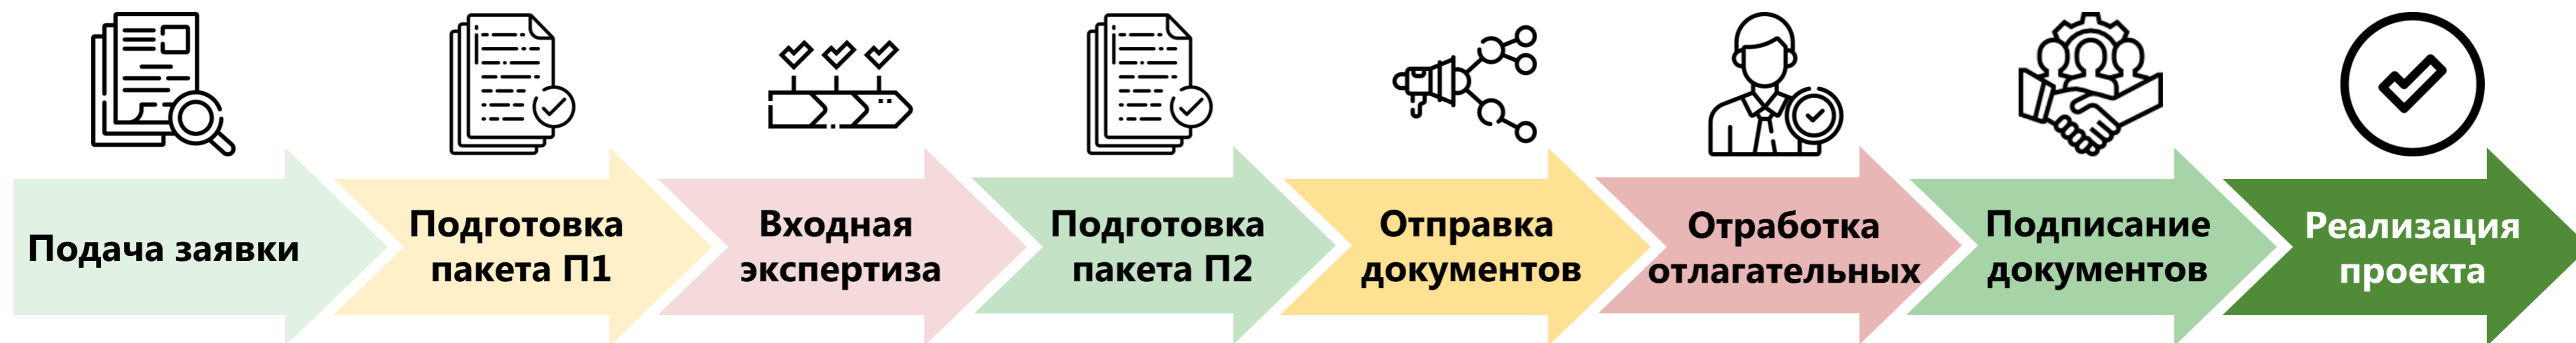 Подача заявки
Подготовка
пакета П1
Входная
экспертиза
Подготовка
пакета П2
Отправка
документов
Отработка
отлагательных
Подписание
документов
Реализация
проекта